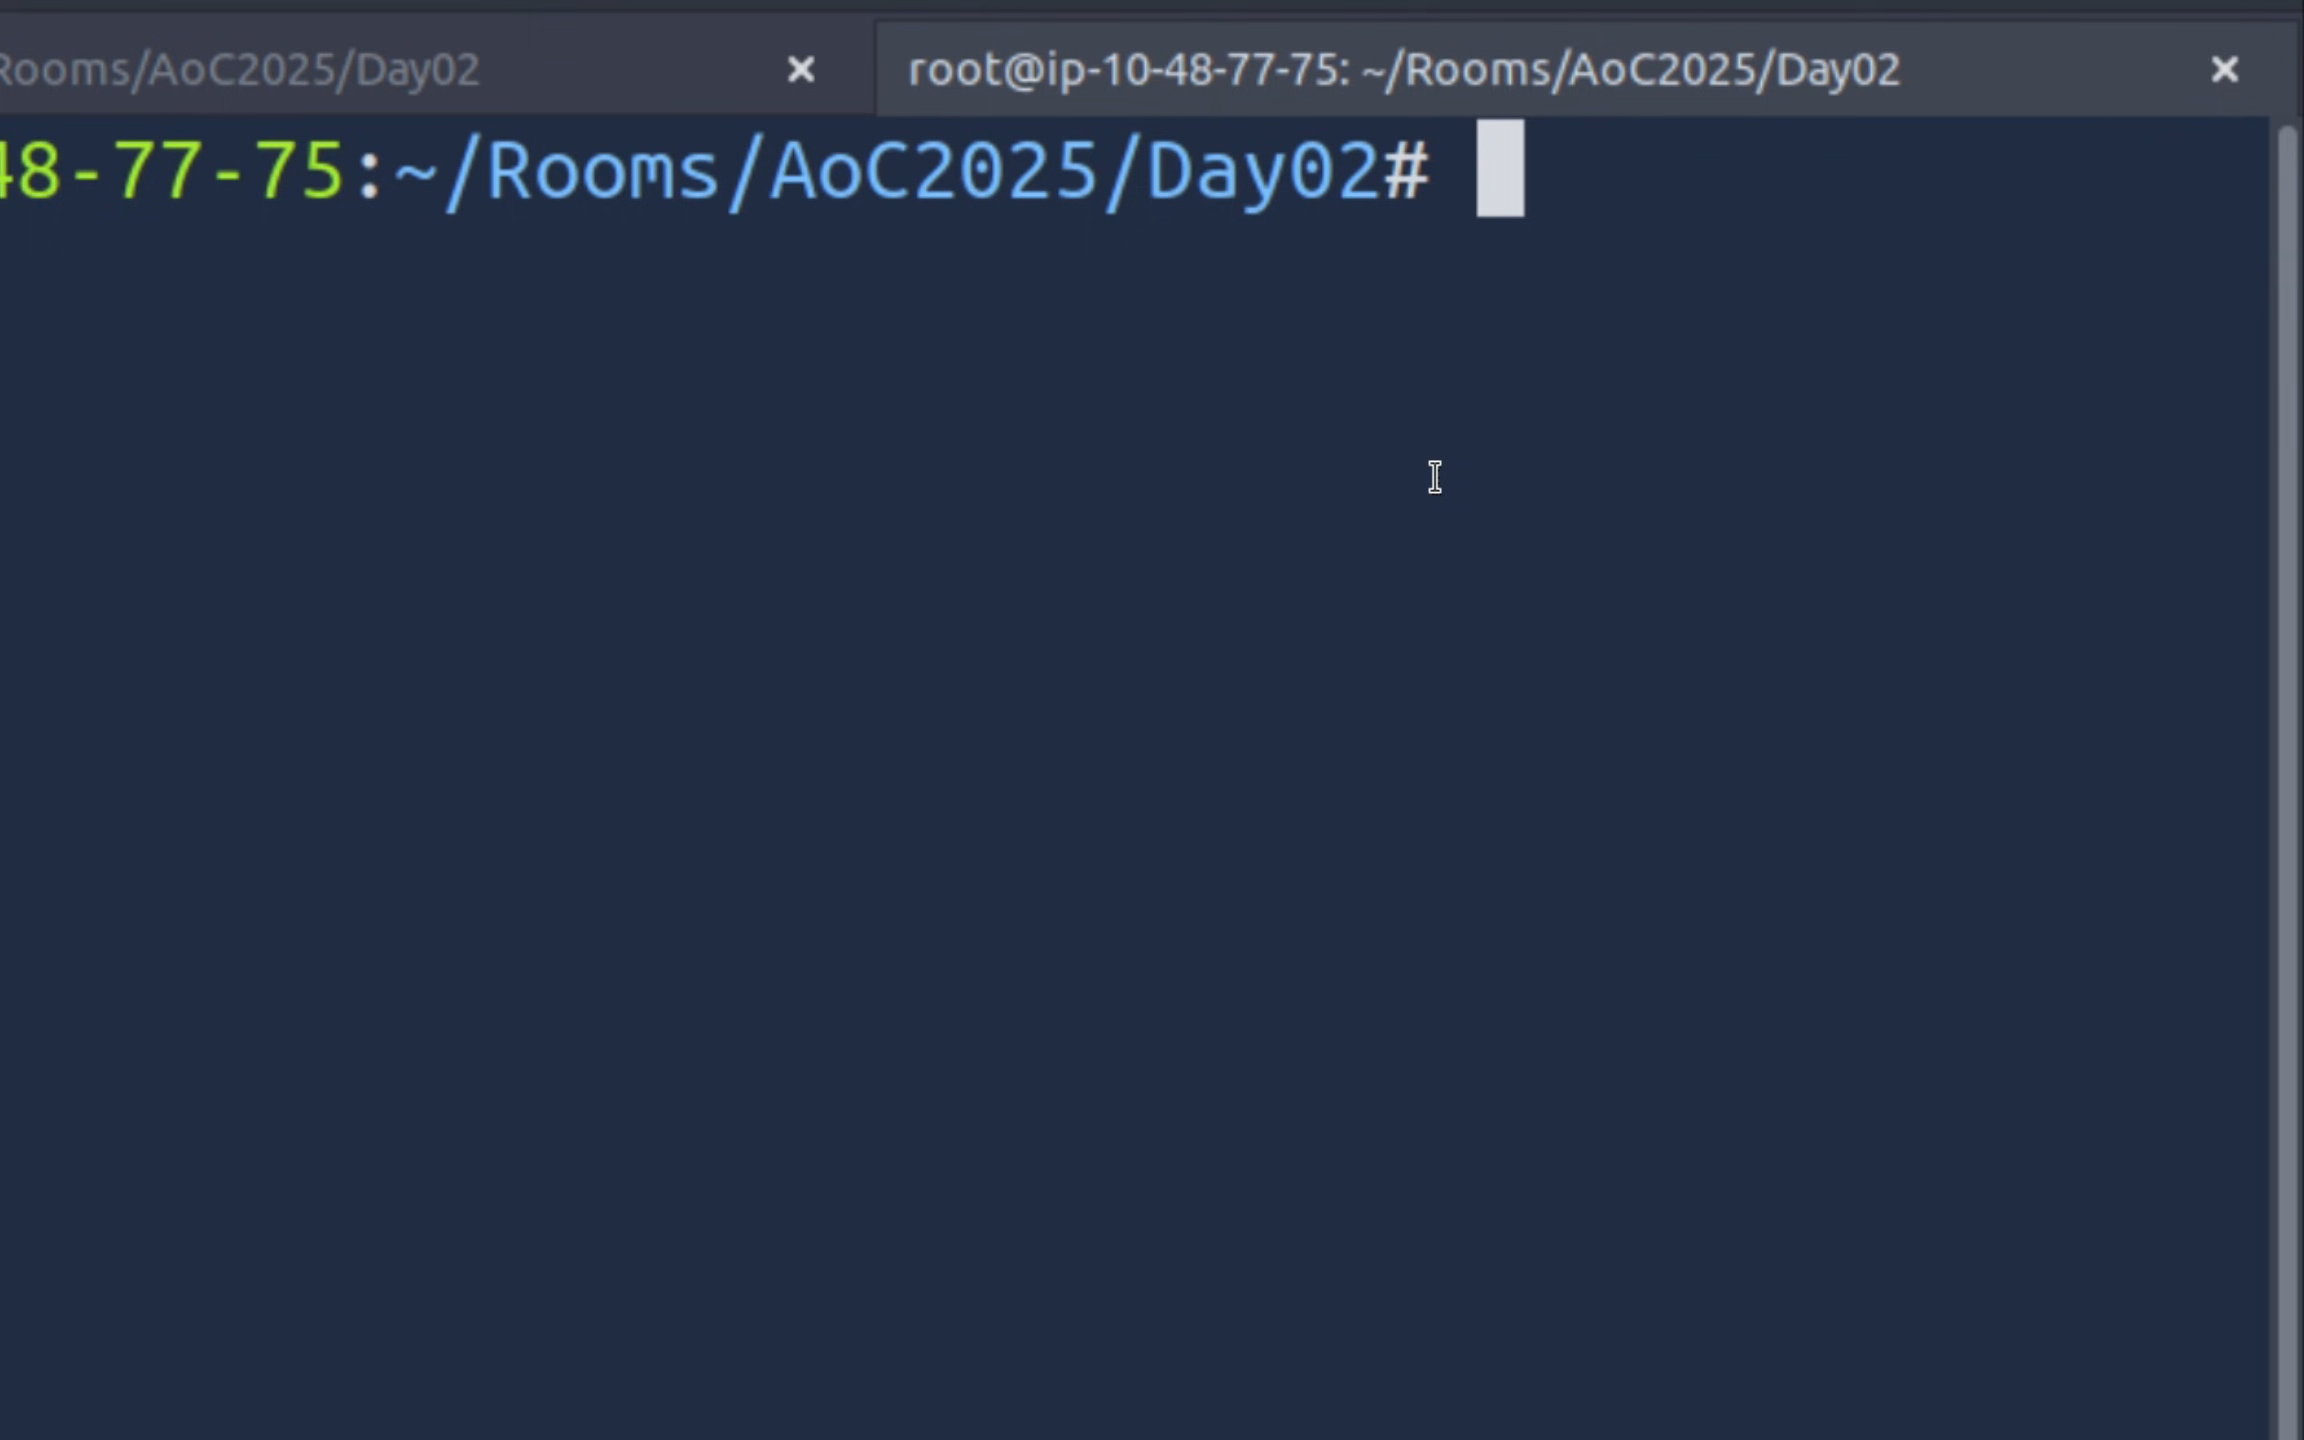 Rooms/AoC2025/Day02
root@ip-10-48-77-75: ~/Rooms/AoC2025/Day02
48-77-75:~/Rooms/AoC2025/Day02#